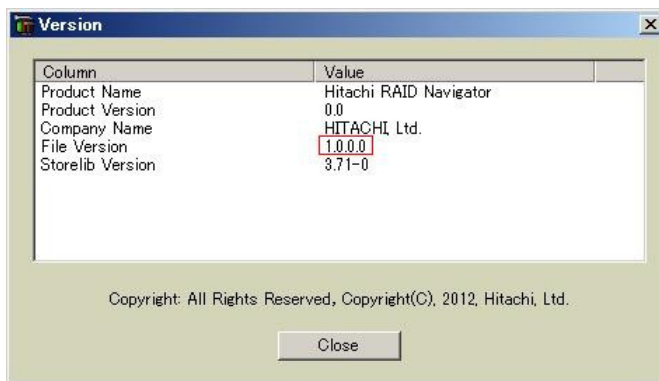 Version
Column Value
Product Name Hitachi RAID Navigator
Product Version 0.0
Company Name HITACHI, Ltd.
File Version 1.0.0.0
Storelib Version 3.71-0
Copyright: All Rights Reserved, Copyright(C), 2012, Hitachi, Ltd.
Close